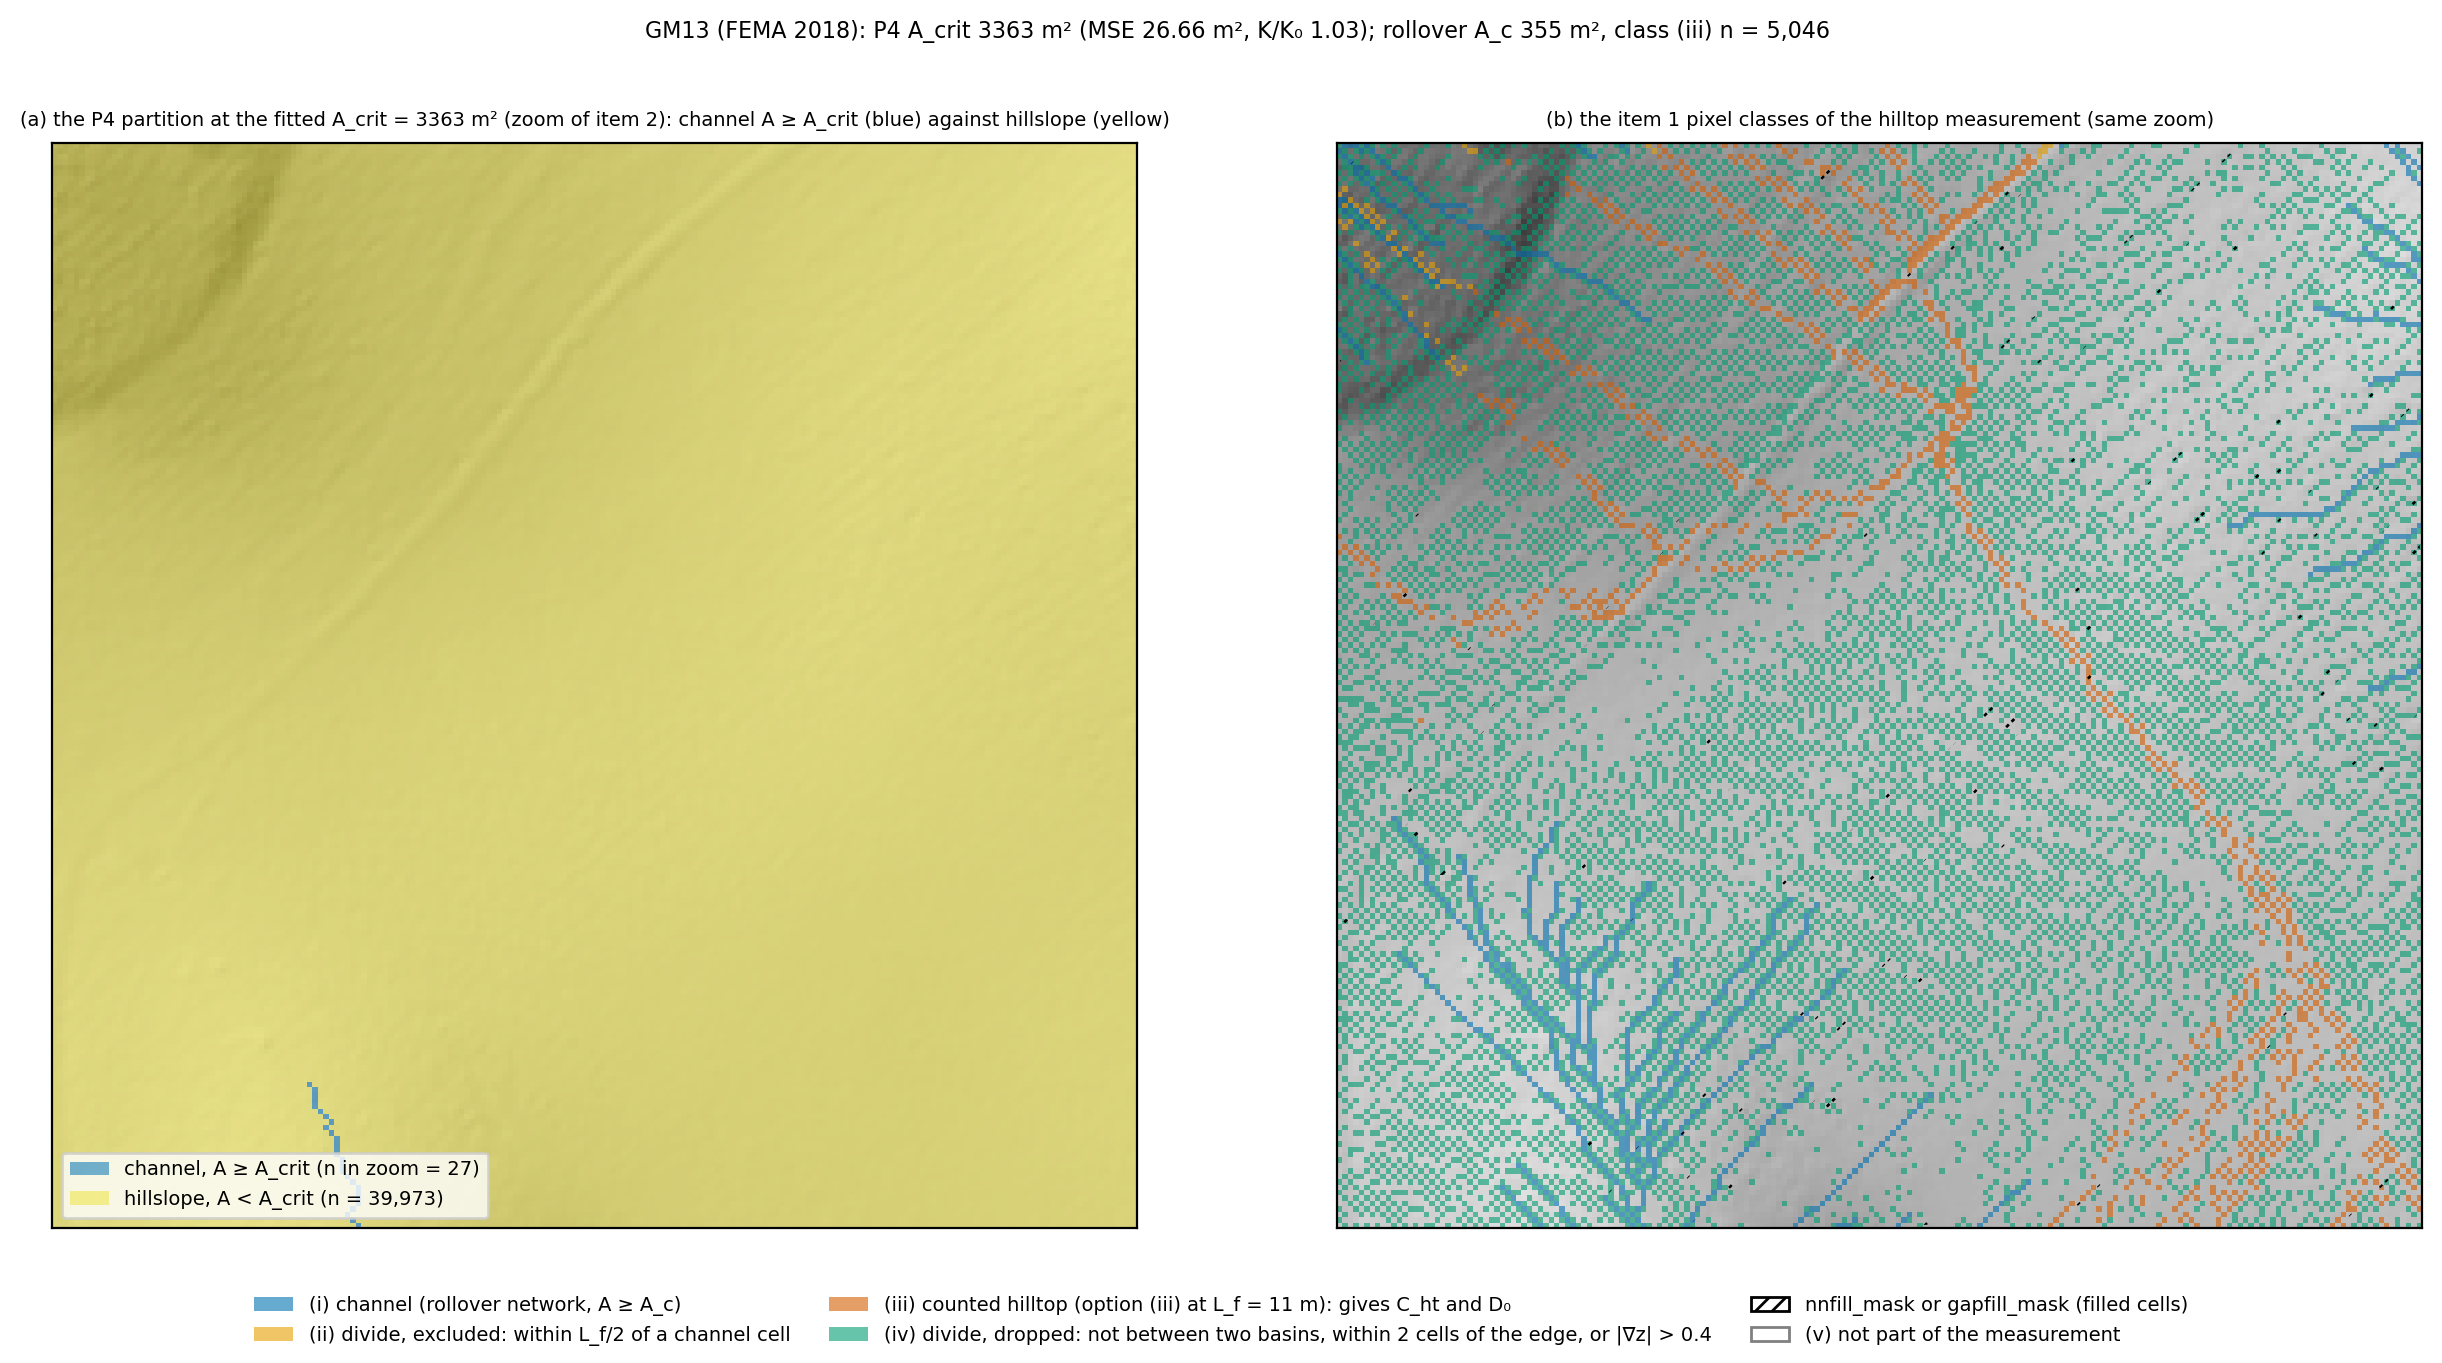 GM13 (FEMA 2018): P4 A_crit 3363 m² (MSE 26.66 m², K/K₀ 1.03); rollover A_c 355 m², class (iii) n = 5,046
(a) the P4 partition at the fitted A_crit = 3363 m² (zoom of item 2): channel A ≥ A_crit (blue) against hillslope (yellow)
(b) the item 1 pixel classes of the hilltop measurement (same zoom)
channel, A ≥ A_crit (n in zoom = 27)
hillslope, A < A_crit (n = 39,973)
(i) channel (rollover network, A ≥ A_c)
(ii) divide, excluded: within L_f/2 of a channel cell
(iii) counted hilltop (option (iii) at L_f = 11 m): gives C_ht and D₀
(iv) divide, dropped: not between two basins, within 2 cells of the edge, or |∇z| > 0.4
nnfill_mask or gapfill_mask (filled cells)
(v) not part of the measurement